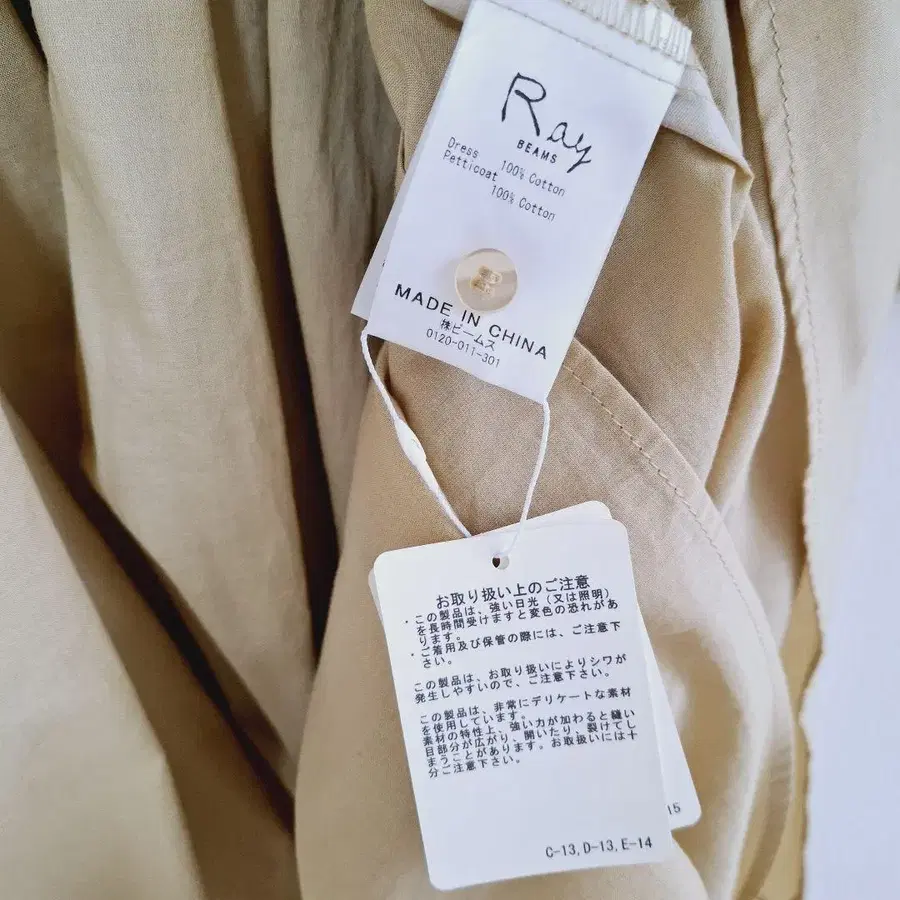 Ray
BEAMS
Dress 100% Cotton
Petticoat
100% Cotton
MADE IN CHINA
㈱ビームス
0120-011-301
お取り扱い上のご注意
・この製品は、強い日光（又は照明）
を長時間受けますと変色の恐れがあ
ります。
・ご着用及び保管の際には、ご注意下
さい。
この製品は、お取り扱いによりシワが
発生しやすいので、ご注意下さい。
この製品は、非常にデリケートな素材
を使用しています。
素材の特性上、強い力が加わると縫い
目部分が広がり、開いたり、裂けてし
まうことがあります。お取扱いには十
分ご注意下さい。
C-13,D-13,E-14
15